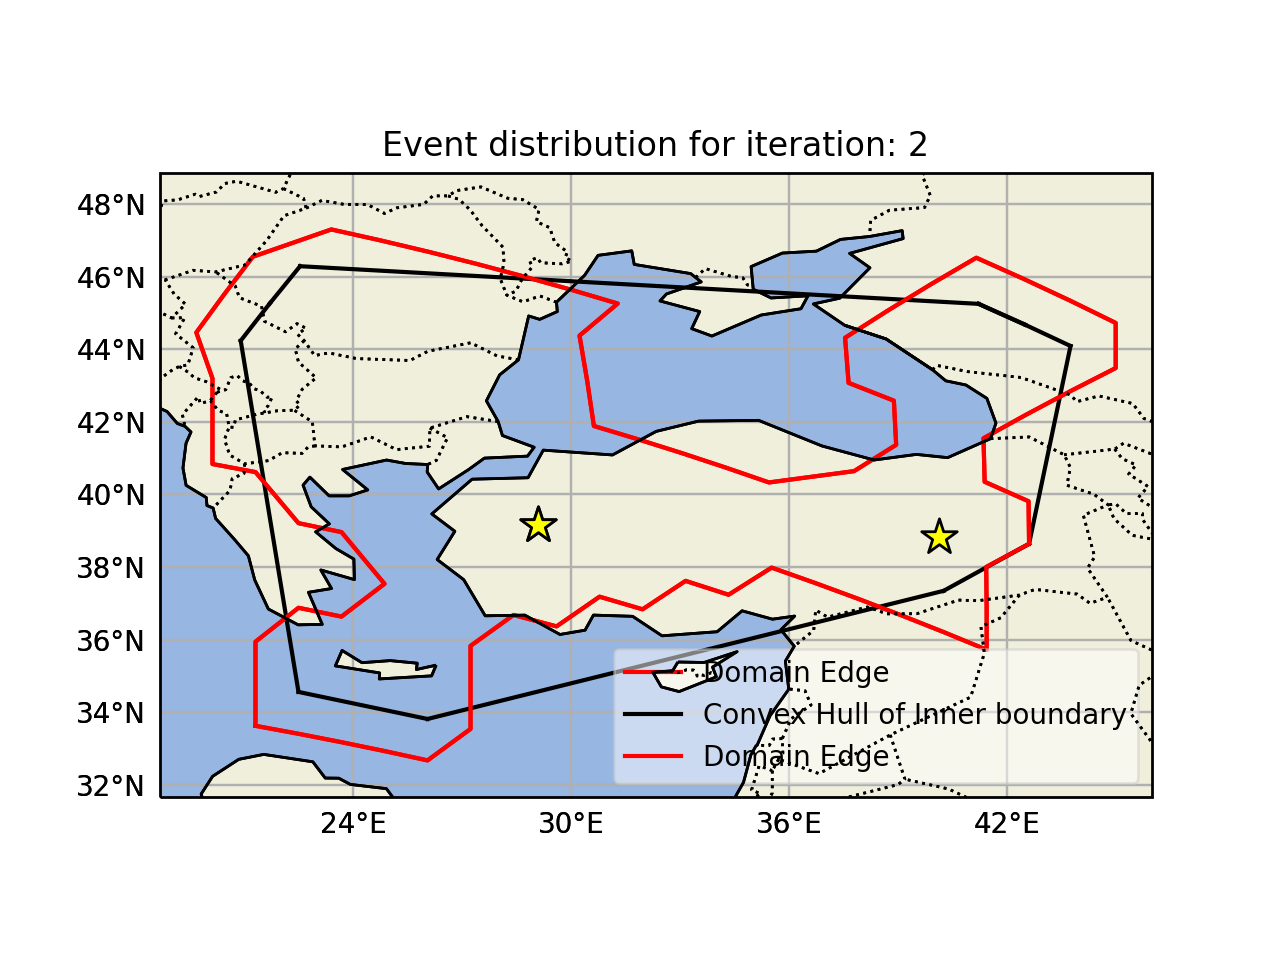 Event distribution for iteration: 2
48°N
46°N
44°N
42°N
40°N
38°N
36°N
34°N
32°N
Domain Edge
Convex Hull of Inner boundary
Domain Edge
24°E
30°E
36°E
42°E